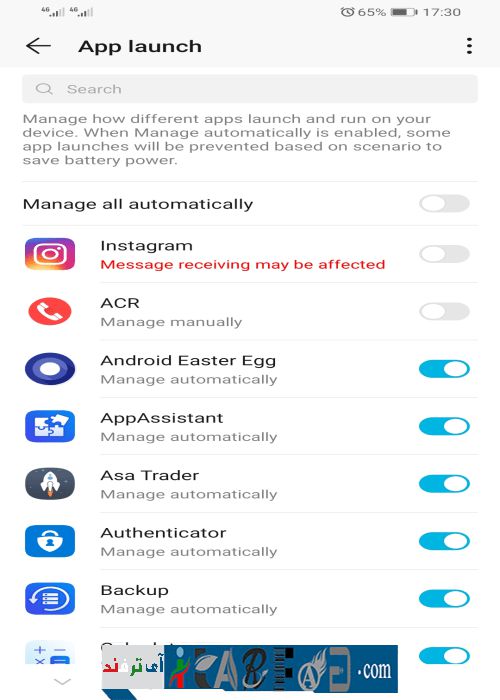 4G 4G 65% 17:30
App launch
Search
Manage how different apps launch and run on your
device. When Manage automatically is enabled, some
app launches will be prevented based on scenario to
save battery power.
Manage all automatically
Instagram
Message receiving may be affected
ACR
Manage manually
Android Easter Egg
Manage automatically
AppAssistant
Manage automatically
Asa Trader
Manage automatically
Authenticator
Manage automatically
Backup
Manage automatically
آی ترفند
.com